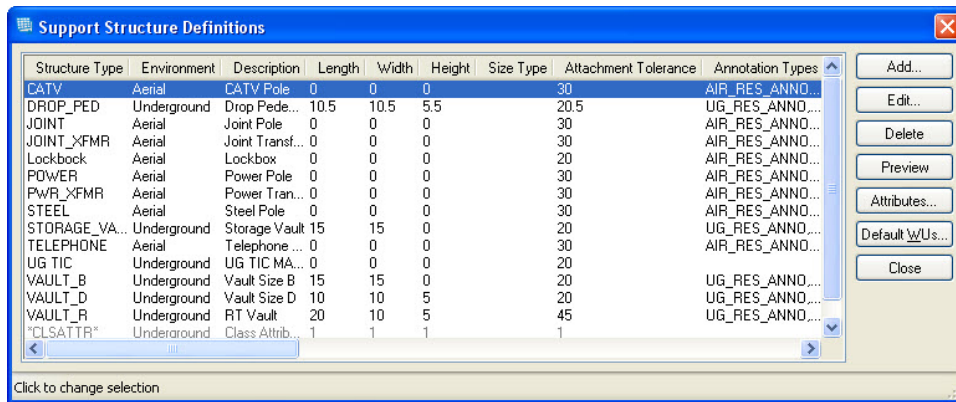 Support Structure Definitions
Structure Type Environment Description Length Width Height Size Type Attachment Tolerance Annotation Types
CATV Aerial CATV Pole 0 0 0 30 AIR_RES_ANNO...
DROP_PED Underground Drop Pede... 10.5 10.5 5.5 20.5 UG_RES_ANNO,...
JOINT Aerial Joint Pole 0 0 0 30 AIR_RES_ANNO...
JOINT_XFMR Aerial Joint Transf... 0 0 0 30 AIR_RES_ANNO...
Lockbock Aerial Lockbox 0 0 0 20 AIR_RES_ANNO...
POWER Aerial Power Pole 0 0 0 30 AIR_RES_ANNO...
PWR_XFMR Aerial Power Tran... 0 0 0 30 AIR_RES_ANNO...
STEEL Aerial Steel Pole 0 0 0 30 AIR_RES_ANNO...
STORAGE_VA... Underground Storage Vault 15 15 0 20 UG_RES_ANNO,...
TELEPHONE Aerial Telephone ... 0 0 0 30 AIR_RES_ANNO...
UG TIC Underground UG TIC MA... 0 0 0 20
VAULT_B Underground Vault Size B 15 15 0 20 UG_RES_ANNO,...
VAULT_D Underground Vault Size D 10 10 5 20 UG_RES_ANNO,...
VAULT_R Underground RT Vault 20 10 5 45 UG_RES_ANNO,...
*CLSATTR* Underground Class Attrib... 1 1 1 1
Add...
Edit...
Delete
Preview
Attributes...
Default WUs...
Close
Click to change selection